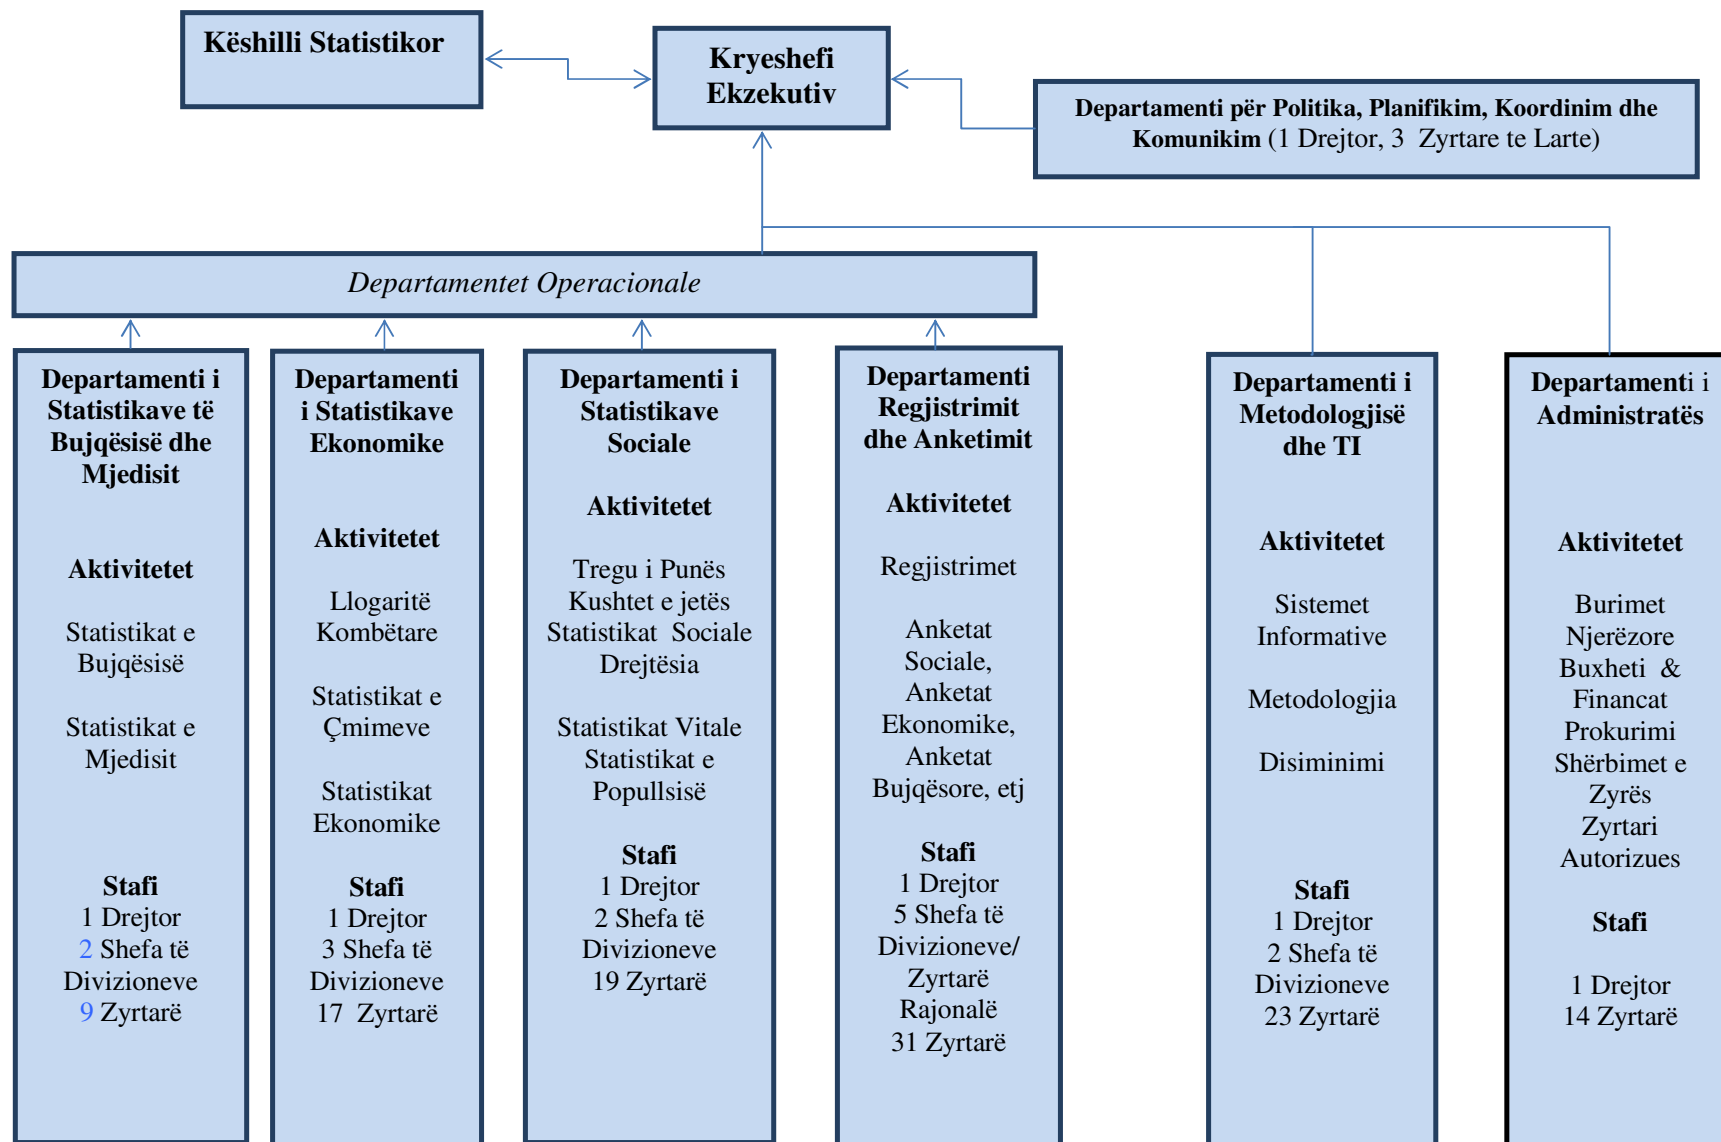 Këshilli Statistikor
Kryeshefi
Ekzekutiv
Departamenti për Politika, Planifikim, Koordinim dhe
Komunikim (1 Drejtor, 3  Zyrtare te Larte)
Departamentet Operacionale
Departamenti i
Statistikave të
Bujqësisë dhe
Mjedisit
Aktivitetet
Statistikat e
Bujqësisë
Statistikat e
Mjedisit
Stafi
1 Drejtor
2 Shefa të
Divizioneve
9 Zyrtarë
Departamenti
i Statistikave
Ekonomike
Aktivitetet
Llogaritë
Kombëtare
Statistikat e
Çmimeve
Statistikat
Ekonomike
Stafi
1 Drejtor
3 Shefa të
Divizioneve
17  Zyrtarë
Departamenti i
Statistikave
Sociale
Aktivitetet
Tregu i Punës
Kushtet e jetës
Statistikat  Sociale
Drejtësia
Statistikat Vitale
Statistikat e
Popullsisë
Stafi
1 Drejtor
2 Shefa të
Divizioneve
19 Zyrtarë
Departamenti
Regjistrimit
dhe Anketimit
Aktivitetet
Regjistrimet
Anketat
Sociale,
Anketat
Ekonomike,
Anketat
Bujqësore, etj
Stafi
1 Drejtor
5 Shefa të
Divizioneve/
Zyrtarë
Rajonalë
31 Zyrtarë
Departamenti i
Metodologjisë
dhe TI
Aktivitetet
Sistemet
Informative
Metodologjia
Disiminimi
Stafi
1 Drejtor
2 Shefa të
Divizioneve
23 Zyrtarë
Departamenti i
Administratës
Aktivitetet
Burimet
Njerëzore
Buxheti  &
Financat
Prokurimi
Shërbimet e
Zyrës
Zyrtari
Autorizues
Stafi
1 Drejtor
14 Zyrtarë